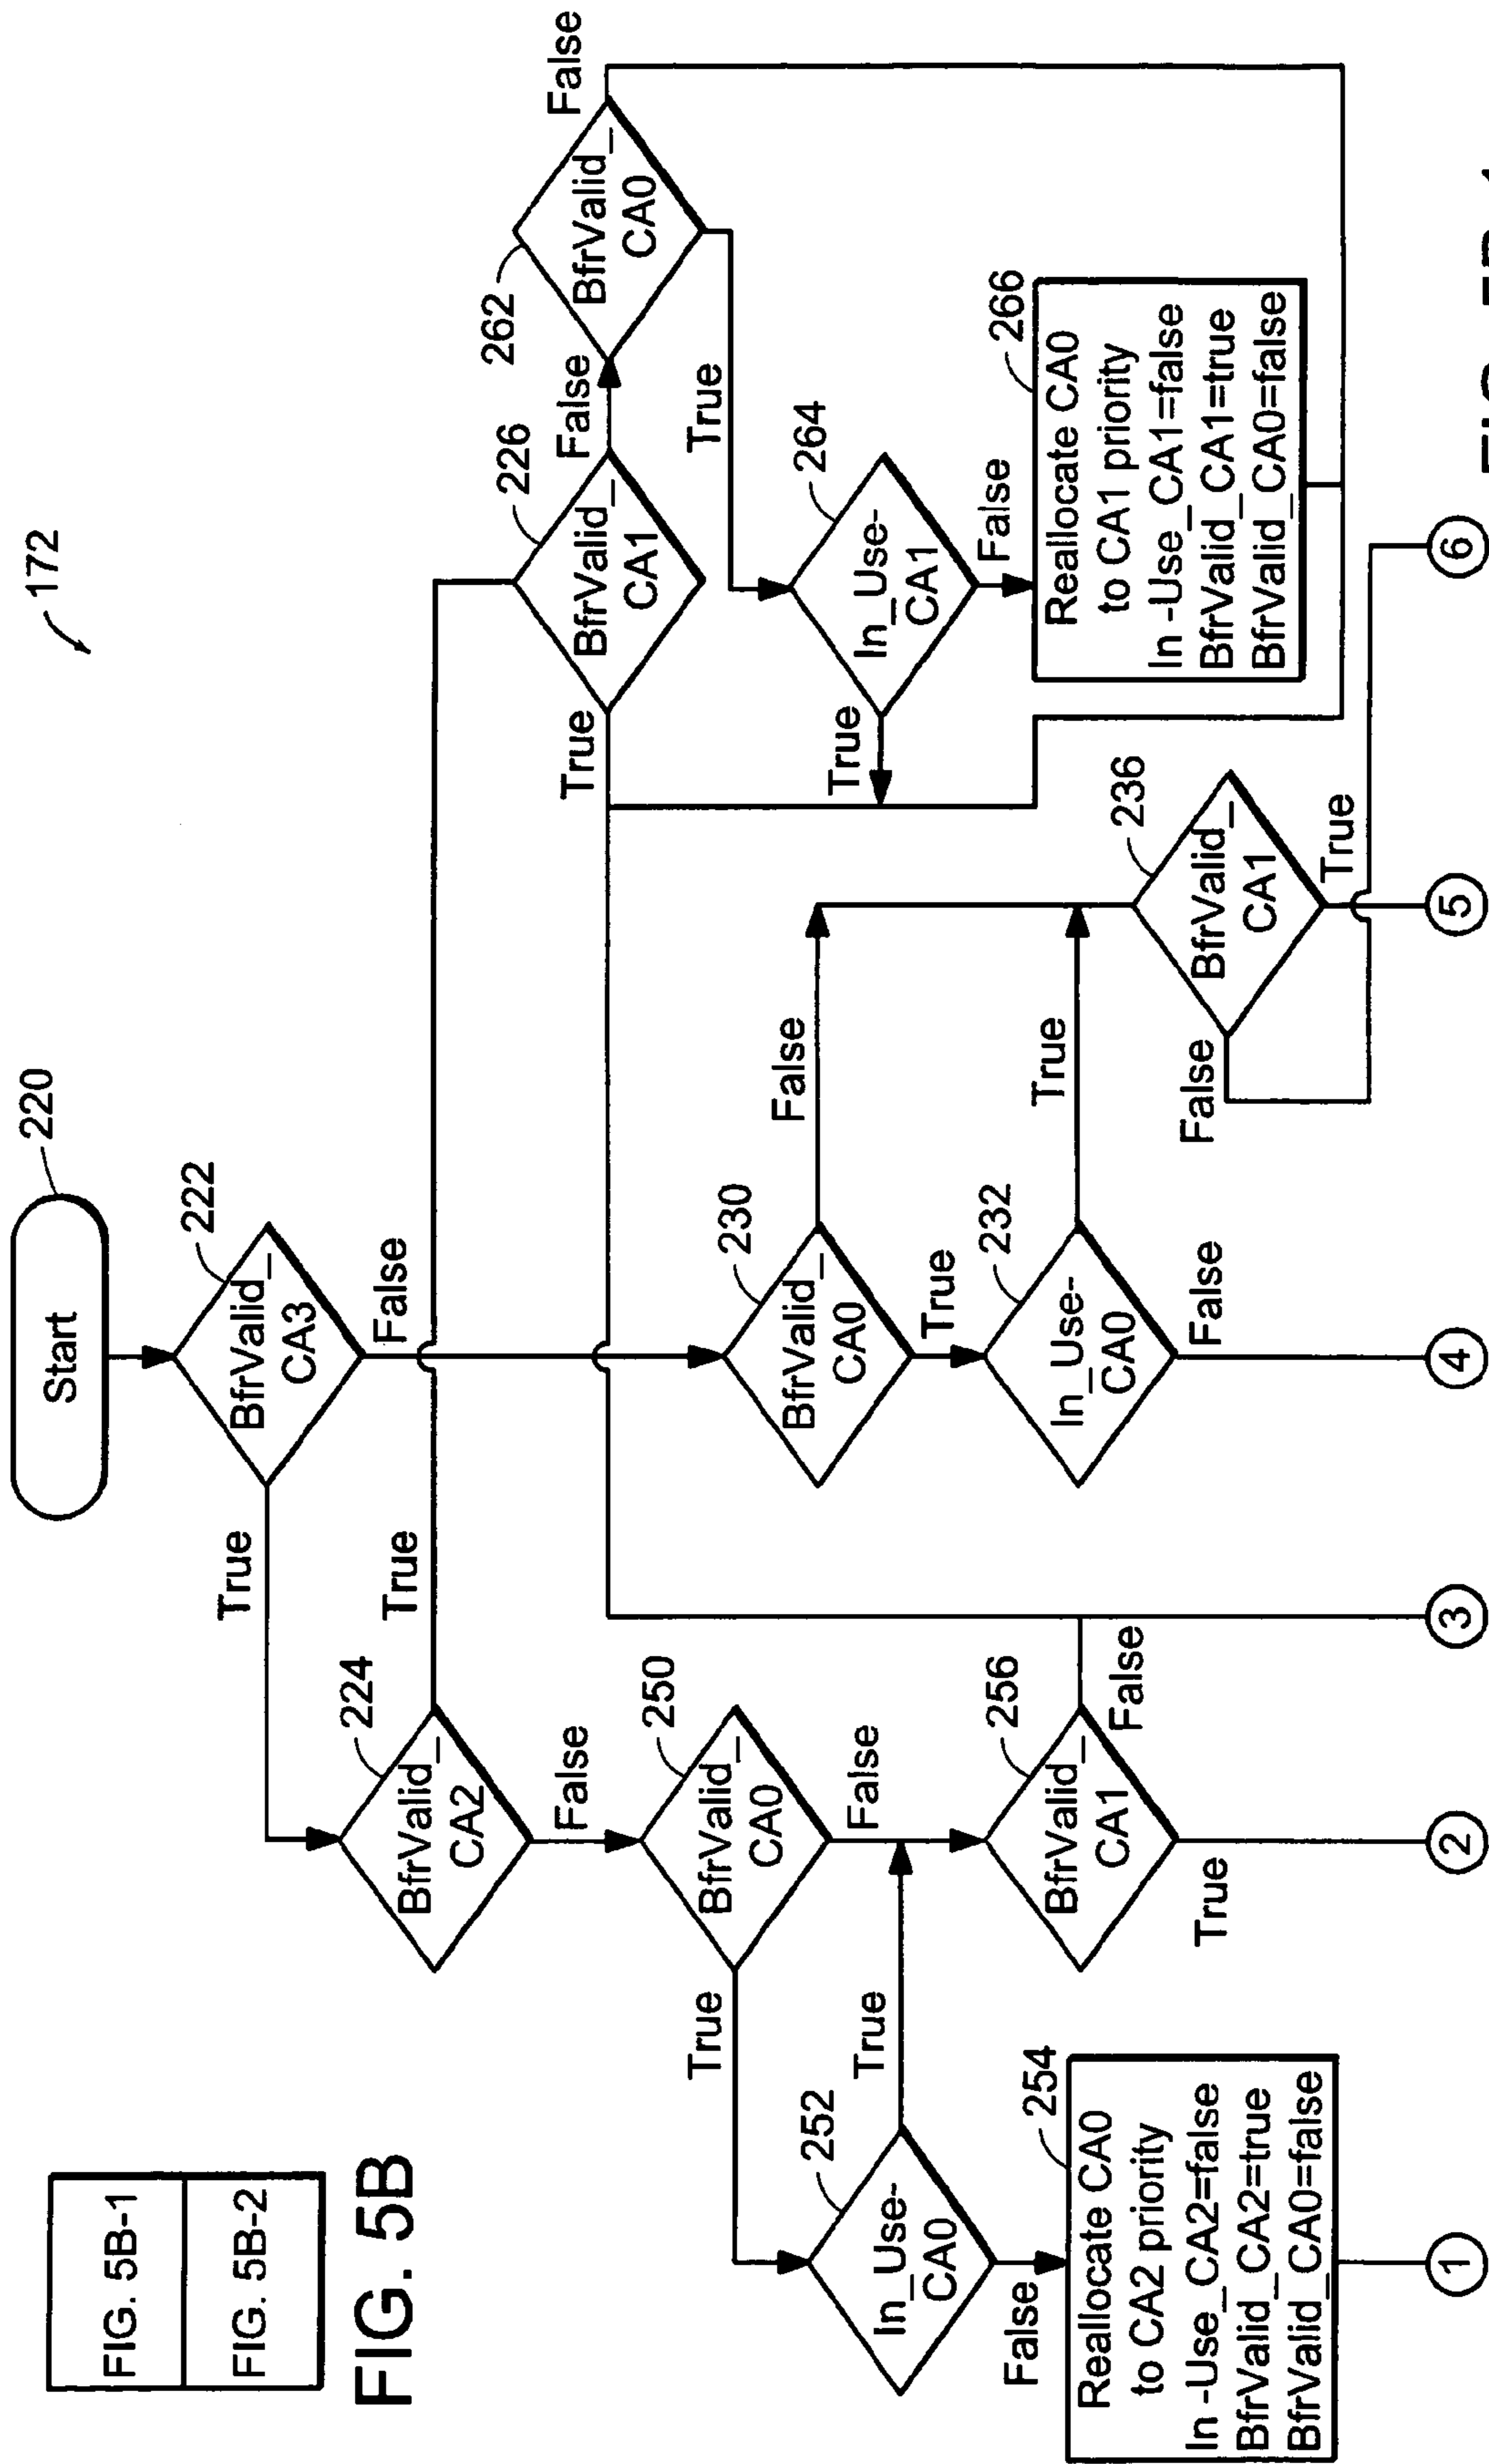 172
FIG. 5B-1
FIG. 5B-2
FIG. 5B
Start
220
BfrValid_
CA3
222
True
False
BfrValid_
CA2
224
True
False
BfrValid_
CA0
250
True
False
In_Use-
CA0
252
True
False
Reallocate CA0
to CA2 priority
In -Use_CA2=false
BfrValid_CA2=true
BfrValid_CA0=false
254
BfrValid_
CA1
256
False
True
BfrValid_
CA0
230
False
True
In_Use-
CA0
232
True
False
BfrValid_
CA1
236
False
True
BfrValid_
CA1
226
True
False
BfrValid_
CA0
262
False
True
In_Use-
CA1
264
True
False
Reallocate CA0
to CA1 priority
In -Use_CA1=false
BfrValid_CA1=true
BfrValid_CA0=false
266
1
2
3
4
5
6